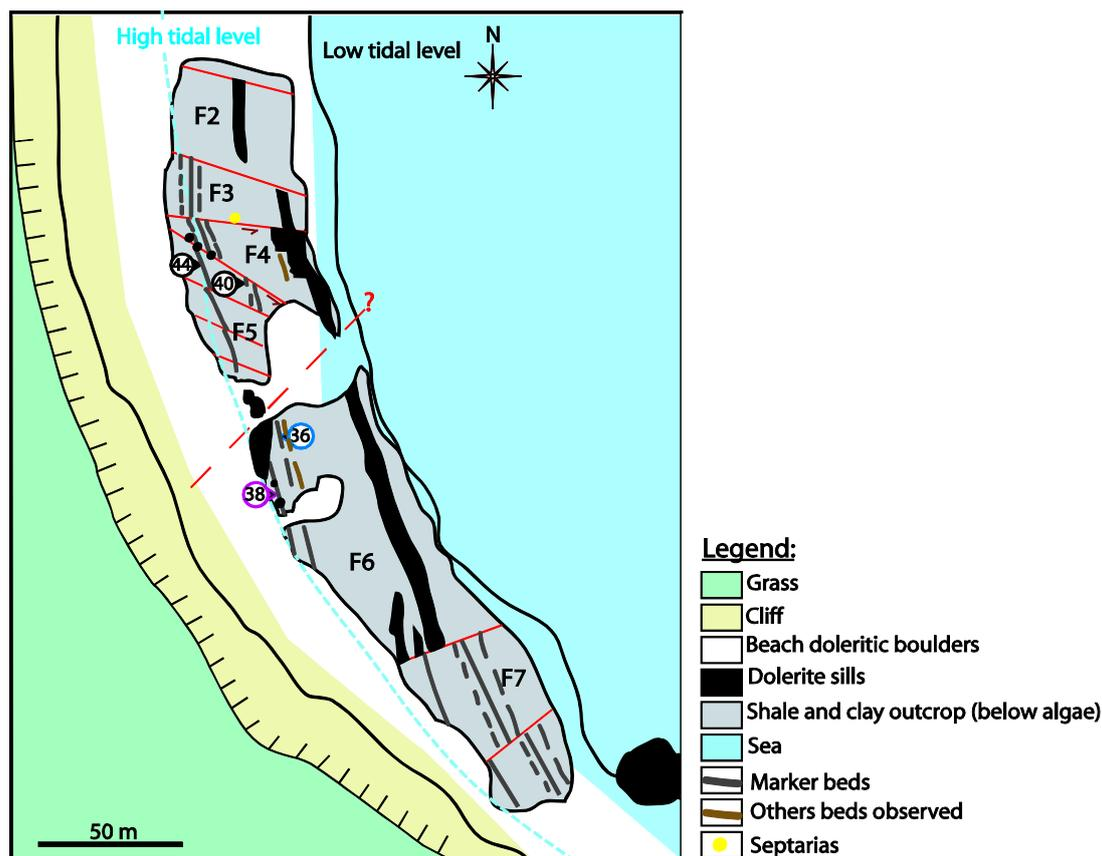 High tidal level
Low tidal level
N
F2
F3
F4
44
40
F5
?
36
38
F6
F7
50 m
Legend:
Grass
Cliff
Beach doleritic boulders
Dolerite sills
Shale and clay outcrop (below algae)
Sea
Marker beds
Others beds observed
Septarias